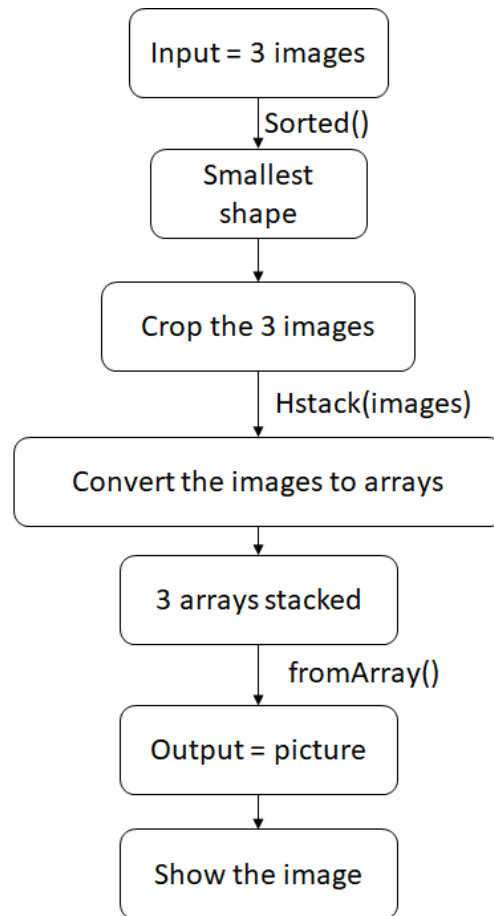 Input = 3 images
Sorted()
Smallest
shape
Crop the 3 images
Hstack(images)
Convert the images to arrays
3 arrays stacked
fromArray()
Output = picture
Show the image